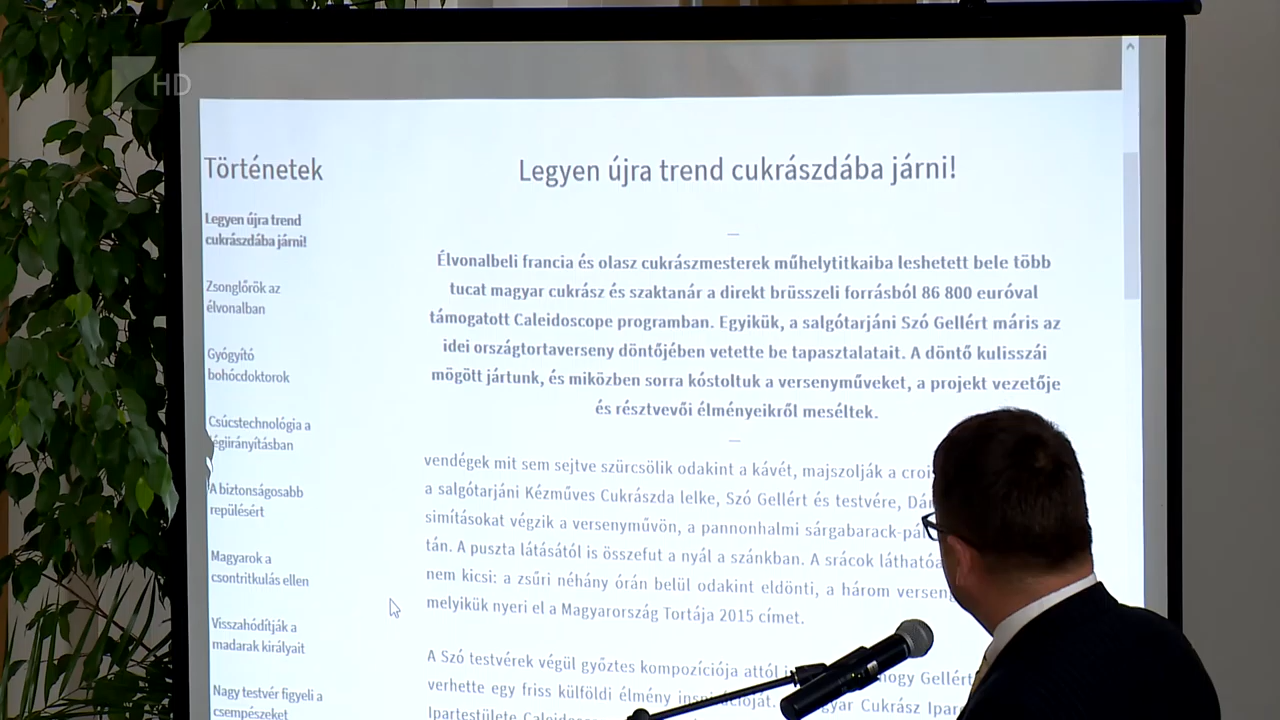 HD
Történetek
Legyen újra trend
cukrászdába járni!
Zsonglőrök az
élvonalban
Gyógyító
bohócdoktorok
Csúcstechnológia a
légiirányításban
A biztonságosabb
repülésért
Magyarok a
csontritkulás ellen
Visszahódítják a
madarak királyait
Nagy testvér figyeli a
csempészeket
Legyen újra trend cukrászdába járni!
Élvonalbeli francia és olasz cukrászmesterek műhelytitkaiba leshetett bele több
tucat magyar cukrász és szaktanár a direkt brüsszeli forrásból 86 800 euróval
támogatott Caleidoscope programban. Egyikük, a salgótarjáni Szó Gellért máris az
idei országtortaverseny döntőjében vetette be tapasztalatait. A döntő kulisszái
mögött jártunk, és miközben sorra kóstoltuk a versenyműveket, a projekt vezetője
és résztvevői élményeikről meséltek.
vendégek mit sem sejtve szürcsölik odakint a kávét, majszolják a
a salgótarjáni Kézműves Cukrászda lelke, Szó Gellért és testvére,
simításokat végzik a versenyművön, a pannonhalmi
tán. A puszta látásától is összefut a nyál a szánkban. A srácok
nem kicsi: a zsűri néhány órán belül odakint eldönti, a három
melyikük nyeri el a Magyarország Tortája 2015 címet.
A Szó testvérek végül győztes kompozíciója attól hogy Gellért
verhette egy friss külföldi élmény inspirációját. Cukrász
Ipartestülete